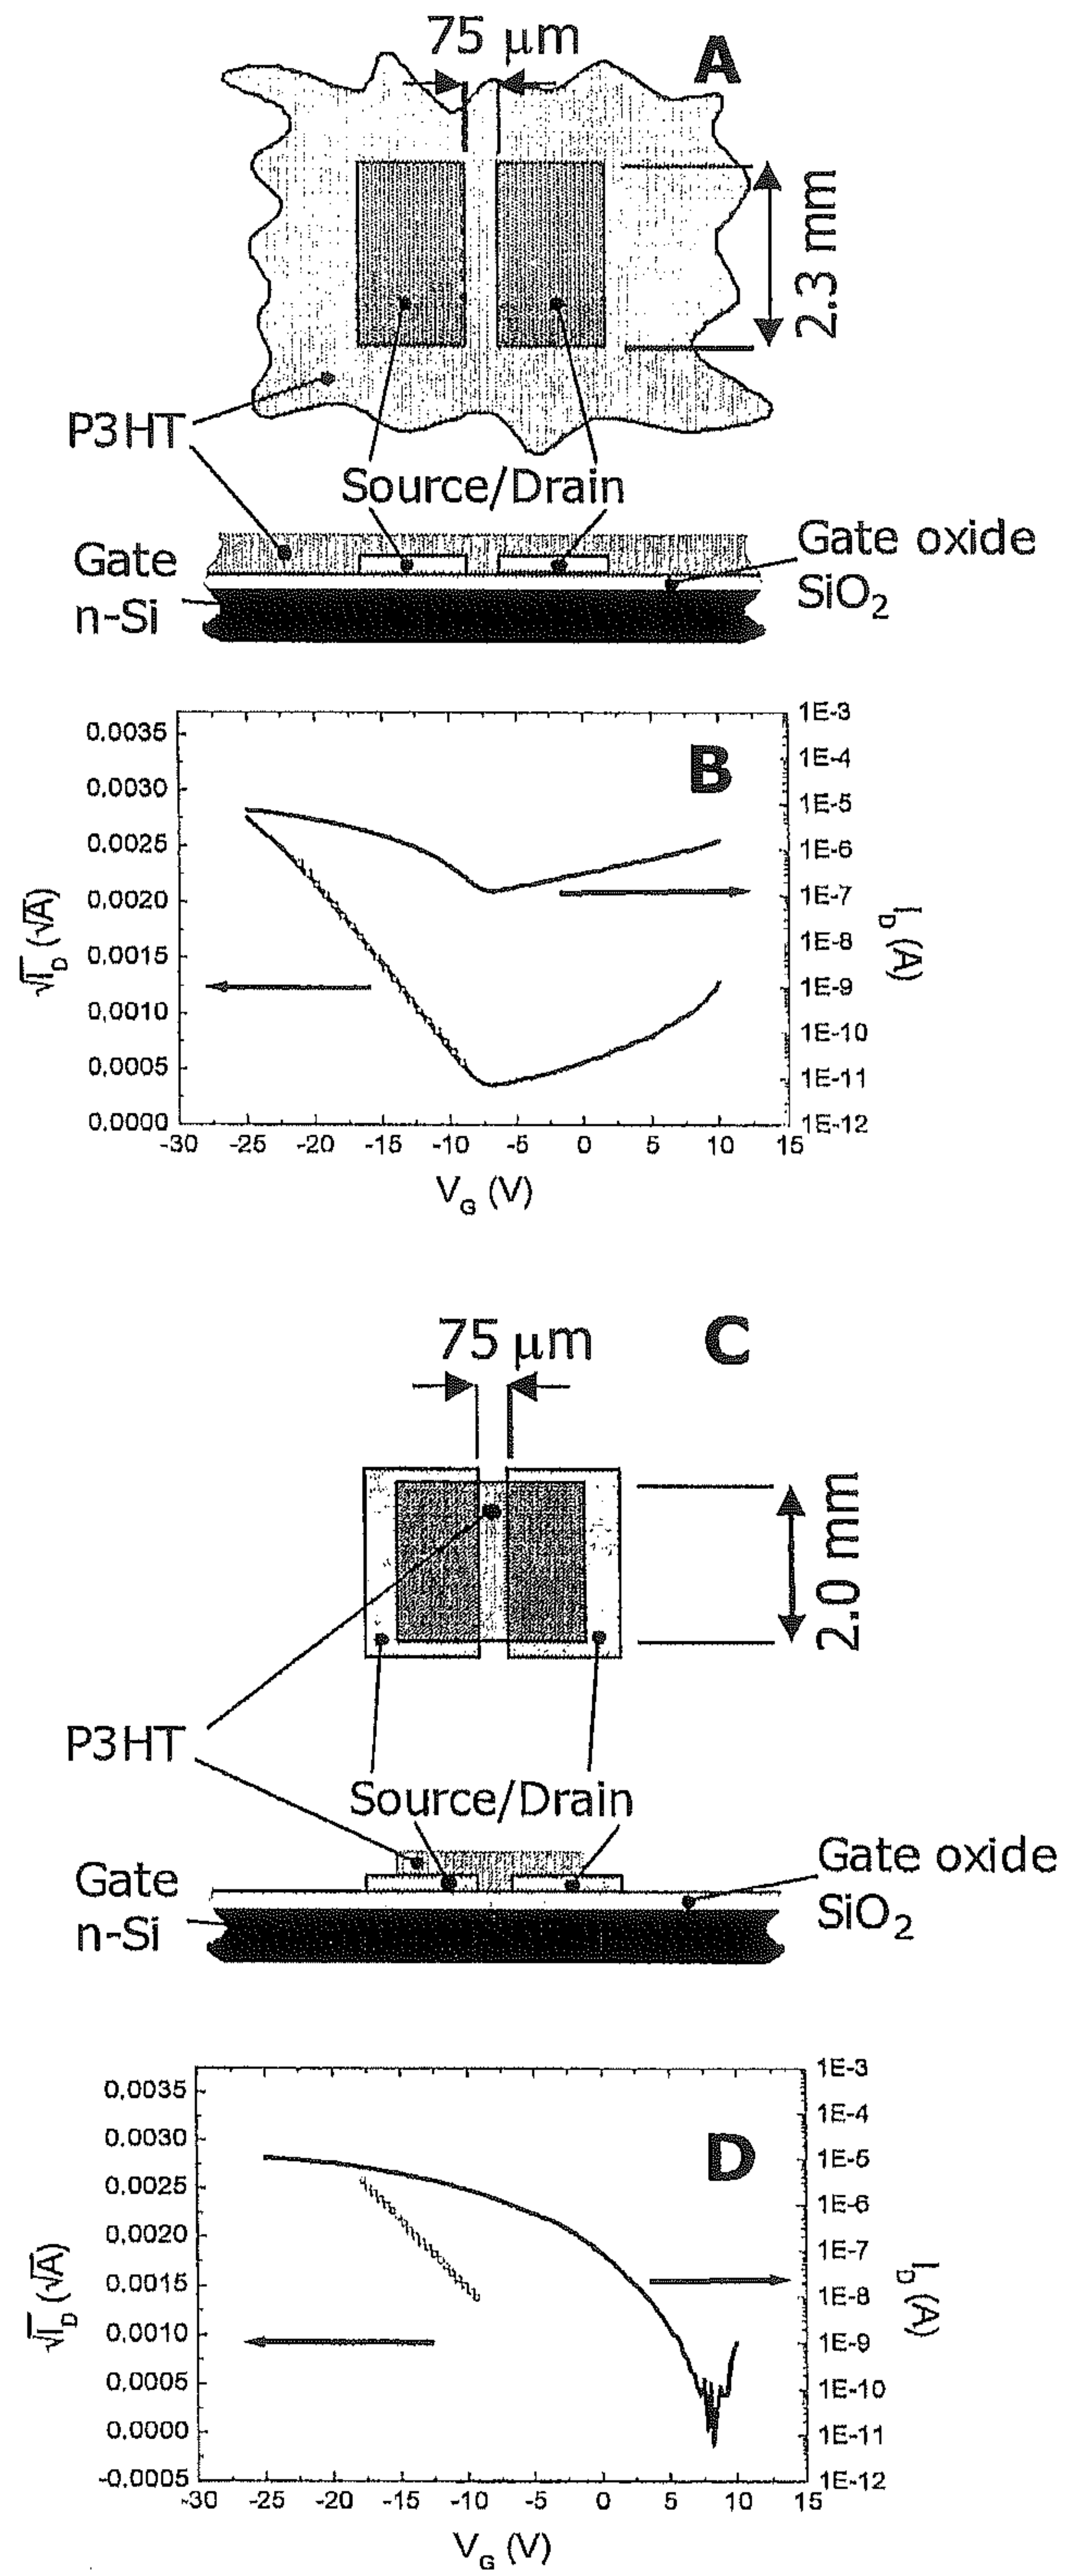 75 μm
A
2.3 mm
P3HT
Source/Drain
Gate
n-Si
Gate oxide
SiO₂
B
0.0035
0.0030
0.0025
0.0020
0.0015
0.0010
0.0005
0.0000
√I_D (√A)
1E-3
1E-4
1E-5
1E-6
1E-7
1E-8
1E-9
1E-10
1E-11
1E-12
I_D (A)
-30 -25 -20 -15 -10 -5 0 5 10 15
V_G (V)
75 μm
C
2.0 mm
P3HT
Source/Drain
Gate
n-Si
Gate oxide
SiO₂
D
0,0035
0,0030
0,0025
0,0020
0,0015
0,0010
0,0005
0,0000
-0,0005
√I_D (√A)
1E-3
1E-4
1E-5
1E-6
1E-7
1E-8
1E-9
1E-10
1E-11
1E-12
I_D (A)
-30 -25 -20 -15 -10 -5 0 5 10 15
V_G (V)